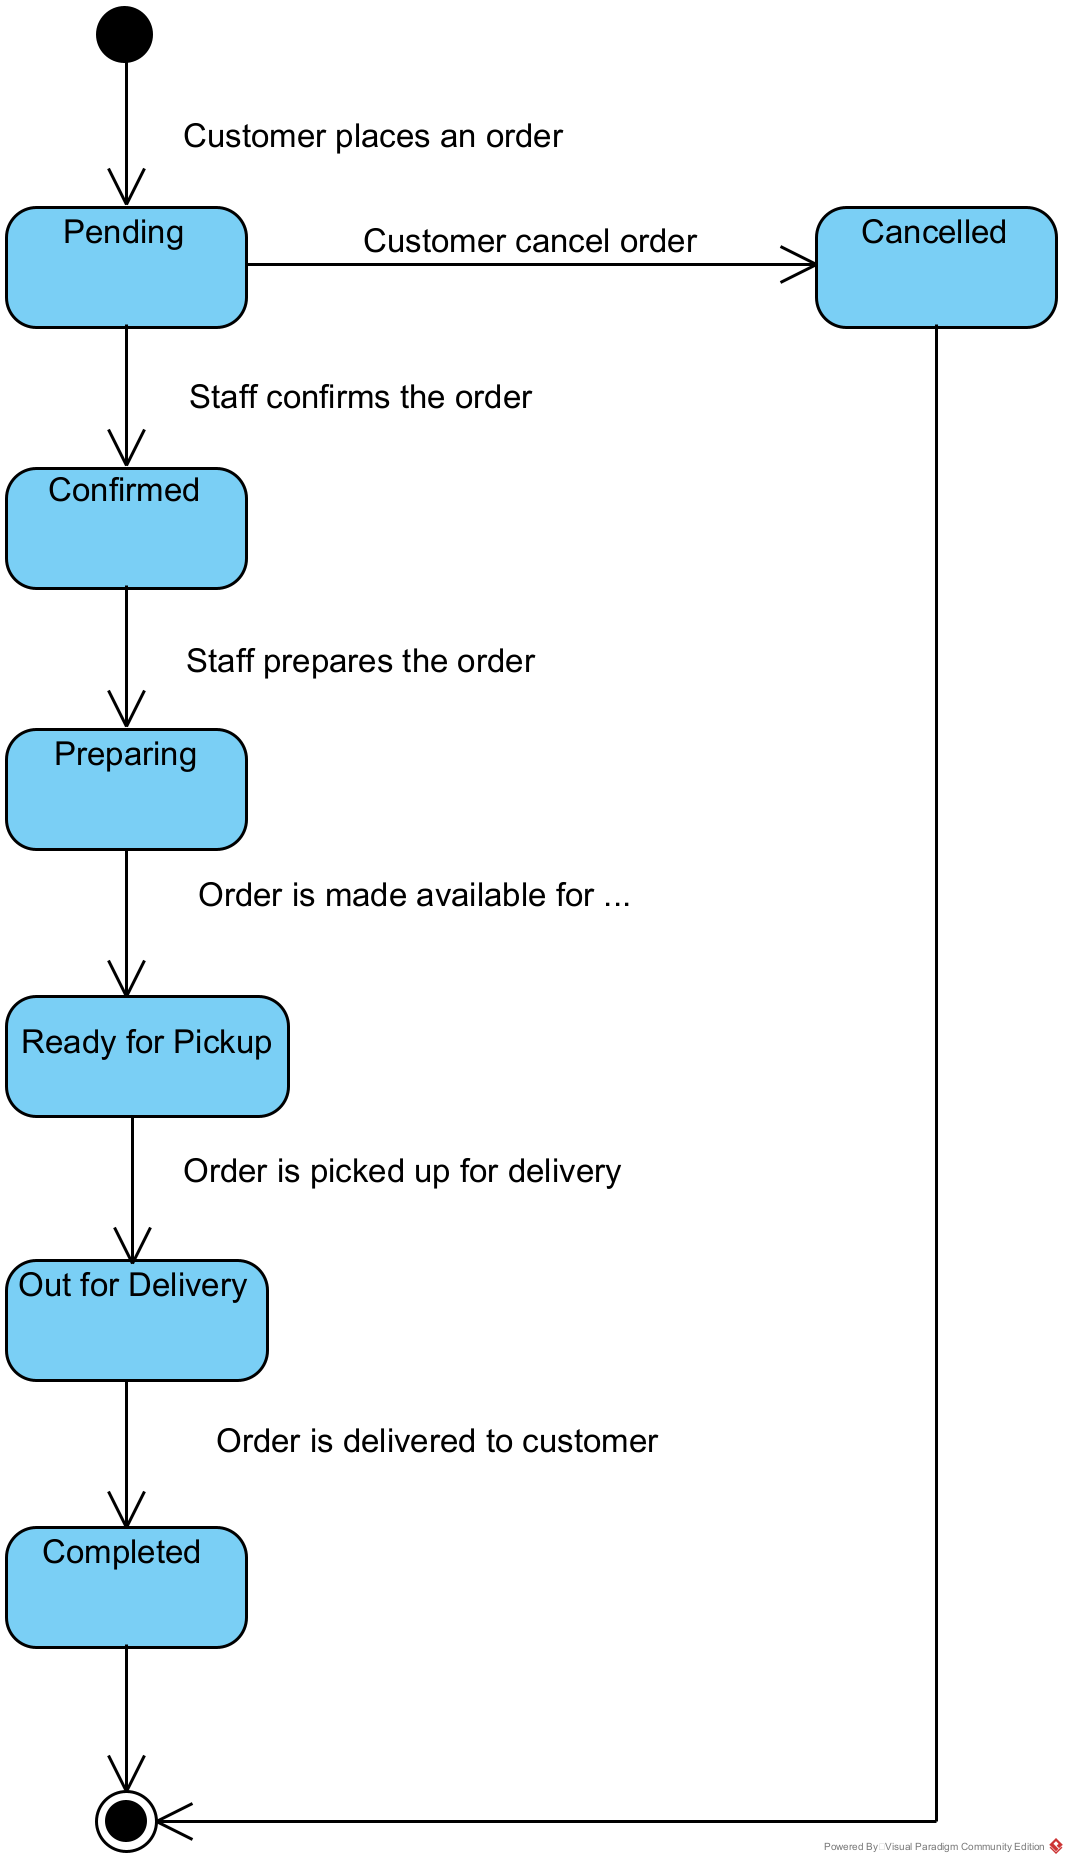 Customer places an order
Pending
Customer cancel order
Cancelled
Staff confirms the order
Confirmed
Staff prepares the order
Preparing
Order is made available for ...
Ready for Pickup
Order is picked up for delivery
Out for Delivery
Order is delivered to customer
Completed
Powered By Visual Paradigm Community Edition